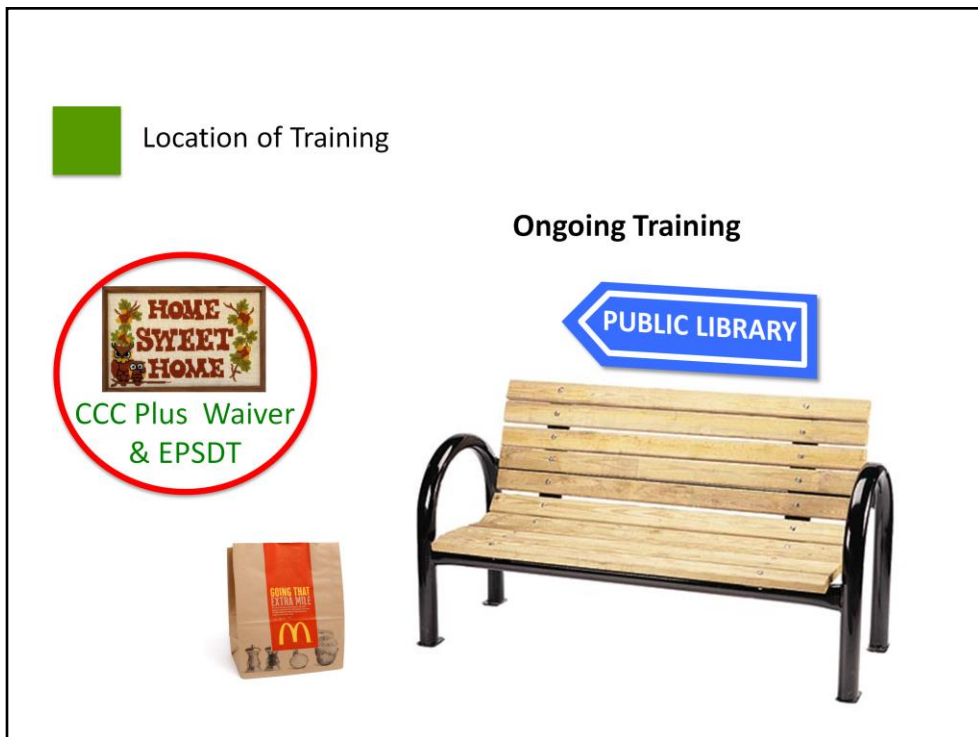 Location of Training
Ongoing Training
PUBLIC LIBRARY
HOME
SWEET
HOME
CCC Plus  Waiver
& EPSDT
GOING THAT
EXTRA MILE